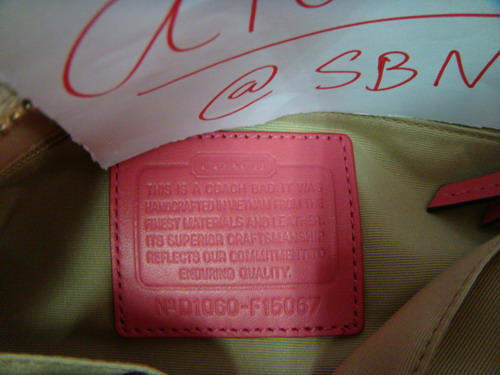 @ SBN
COACH
THIS IS A COACH BAG. IT WAS
HANDCRAFTED IN VIETNAM FROM THE
FINEST MATERIALS AND LEATHER.
ITS SUPERIOR CRAFTSMANSHIP
REFLECTS OUR COMMITMENT TO
ENDURING QUALITY.
Nº D1060-F15067